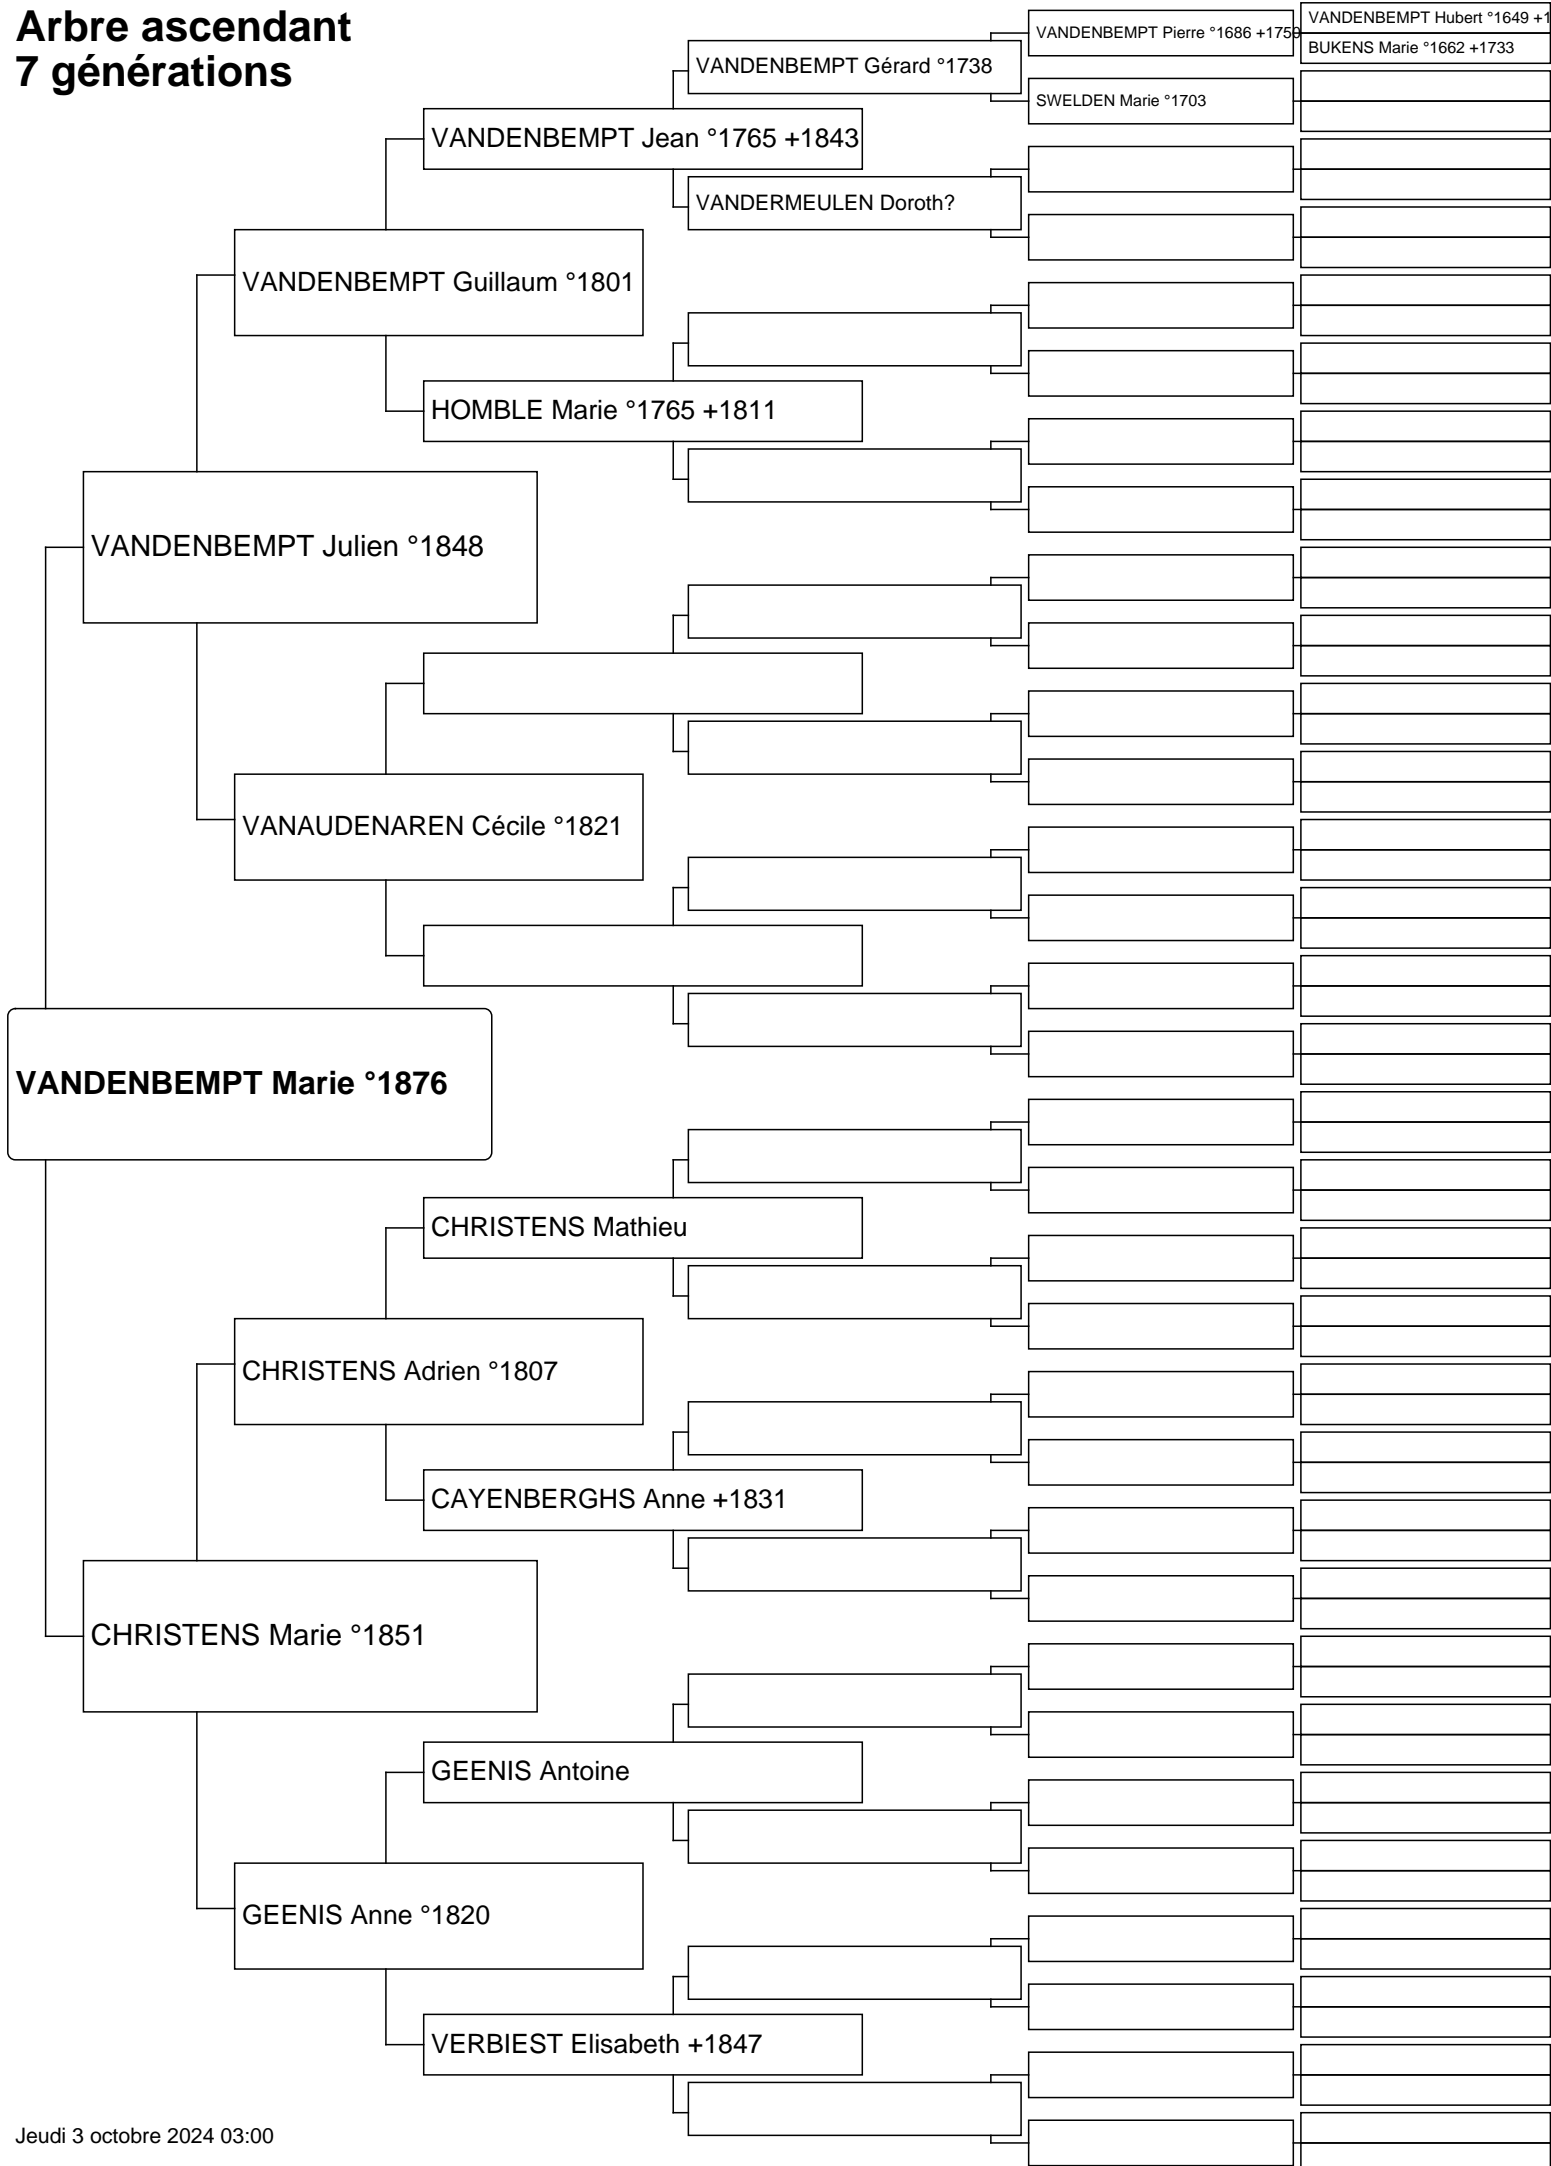 Arbre ascendant
7 générations
VANDENBEMPT Hubert °1649 +1
VANDENBEMPT Pierre °1686 +1750
BUKENS Marie °1662 +1733
VANDENBEMPT Gérard °1738
SWELDEN Marie °1703
VANDENBEMPT Jean °1765 +1843
VANDERMEULEN Doroth?
VANDENBEMPT Guillaum °1801
HOMBLE Marie °1765 +1811
VANDENBEMPT Julien °1848
VANAUDENAREN Cécile °1821
VANDENBEMPT Marie °1876
CHRISTENS Mathieu
CHRISTENS Adrien °1807
CAYENBERGHS Anne +1831
CHRISTENS Marie °1851
GEENIS Antoine
GEENIS Anne °1820
VERBIEST Elisabeth +1847
Jeudi 3 octobre 2024 03:00